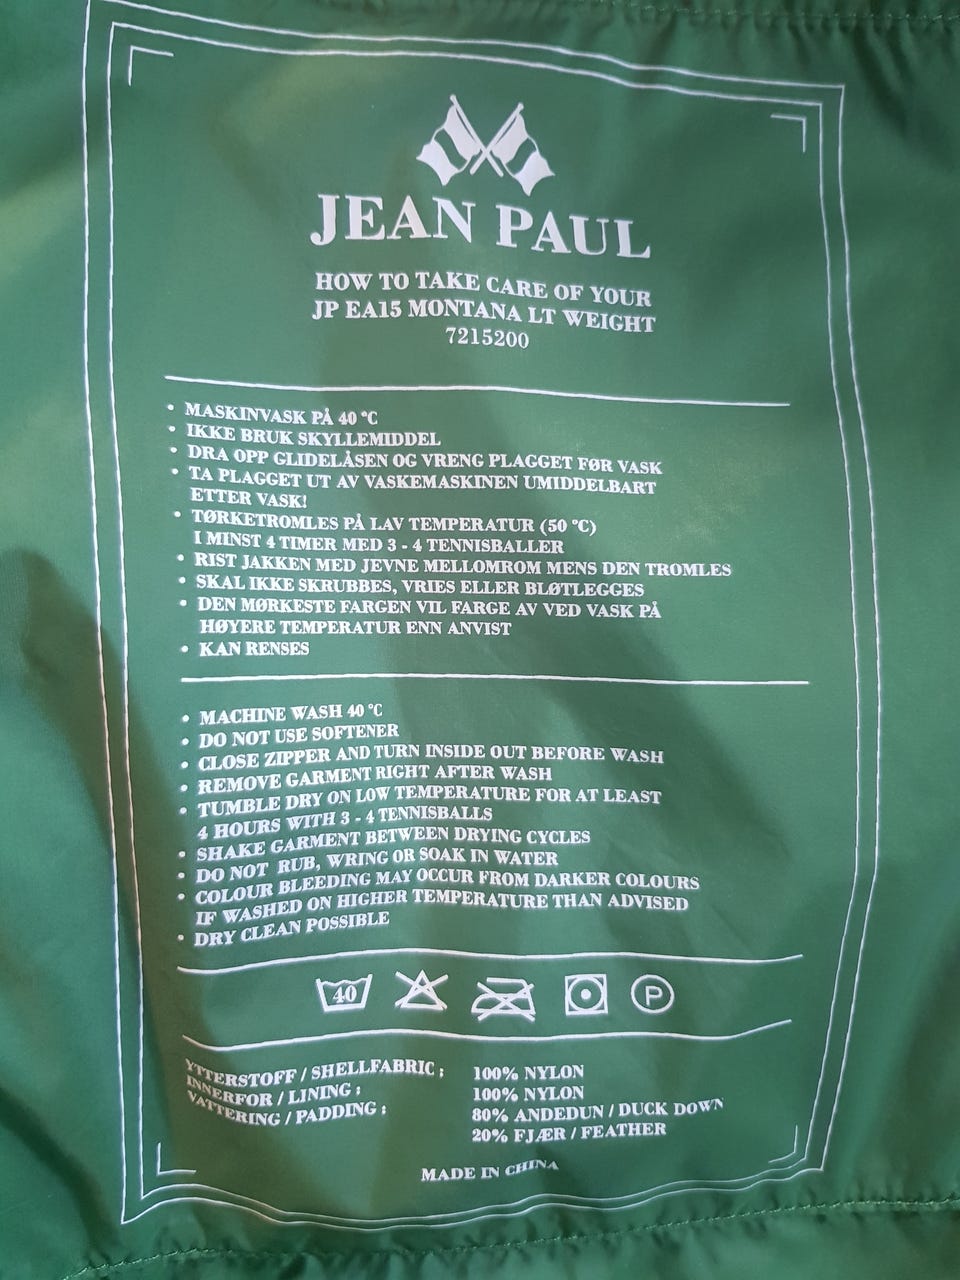 JEAN PAUL
HOW TO TAKE CARE OF YOUR
JP EA15 MONTANA LT WEIGHT
7215200
• MASKINVASK PÅ 40 °C
• IKKE BRUK SKYLLEMIDDEL
• DRA OPP GLIDELÅSEN OG VRENG PLAGGET FØR VASK
• TA PLAGGET UT AV VASKEMASKINEN UMIDDELBART
ETTER VASK!
• TØRKETROMLES PÅ LAV TEMPERATUR (50 °C)
I MINST 4 TIMER MED 3 - 4 TENNISBALLER
• RIST JAKKEN MED JEVNE MELLOMROM MENS DEN TROMLES
• SKAL IKKE SKRUBBES, VRIES ELLER BLØTLEGGES
• DEN MØRKESTE FARGEN VIL FARGE AV VED VASK PÅ
HØYERE TEMPERATUR ENN ANVIST
• KAN RENSES
• MACHINE WASH 40 °C
• DO NOT USE SOFTENER
• CLOSE ZIPPER AND TURN INSIDE OUT BEFORE WASH
• REMOVE GARMENT RIGHT AFTER WASH
• TUMBLE DRY ON LOW TEMPERATURE FOR AT LEAST
4 HOURS WITH 3 - 4 TENNISBALLS
• SHAKE GARMENT BETWEEN DRYING CYCLES
• DO NOT RUB, WRING OR SOAK IN WATER
• COLOUR BLEEDING MAY OCCUR FROM DARKER COLOURS
IF WASHED ON HIGHER TEMPERATURE THAN ADVISED
• DRY CLEAN POSSIBLE
40 P
YTTERSTOFF / SHELLFABRIC : 100% NYLON
INNERFOR / LINING : 100% NYLON
VATTERING / PADDING : 80% ANDEDUN / DUCK DOWN
20% FJÆR / FEATHER
MADE IN CHINA